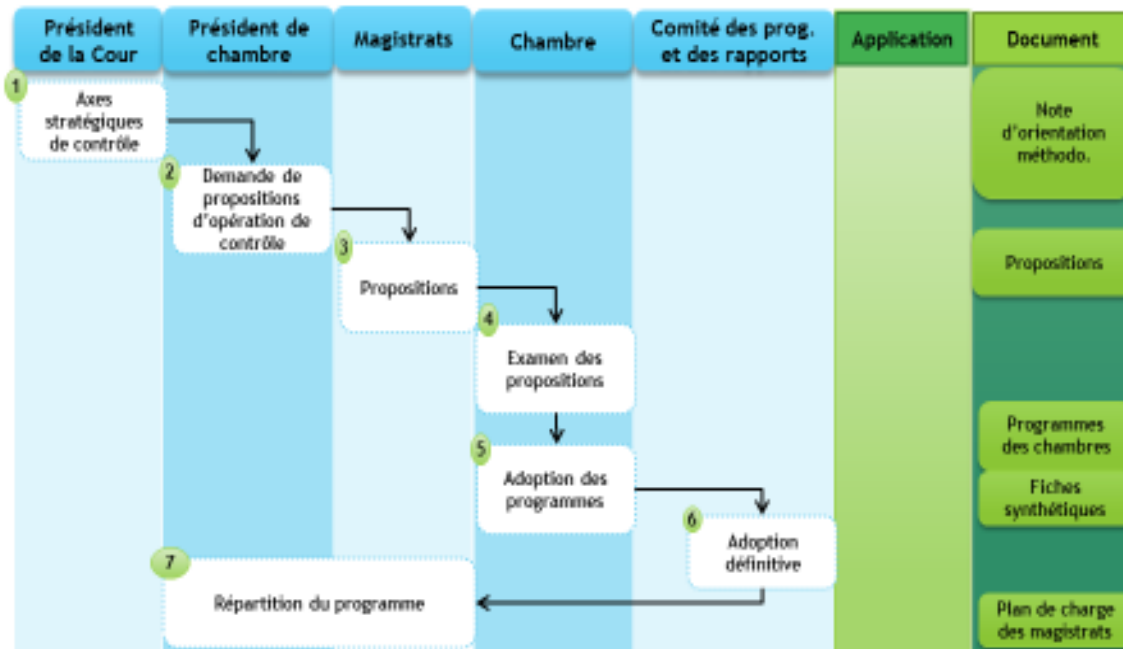 Président
de la Cour
Président de
chambre
Magistrats
Chambre
Comité des prog.
et des rapports
Application
Document
1
Axes
stratégiques
de contrôle
Note
d'orientation
méthodo.
2
Demande de
propositions
d'opération de
contrôle
3
Propositions
Propositions
4
Examen des
propositions
Programmes
des chambres
5
Adoption des
programmes
Fiches
synthétiques
6
Adoption
définitive
7
Répartition du programme
Plan de charge
des magistrats